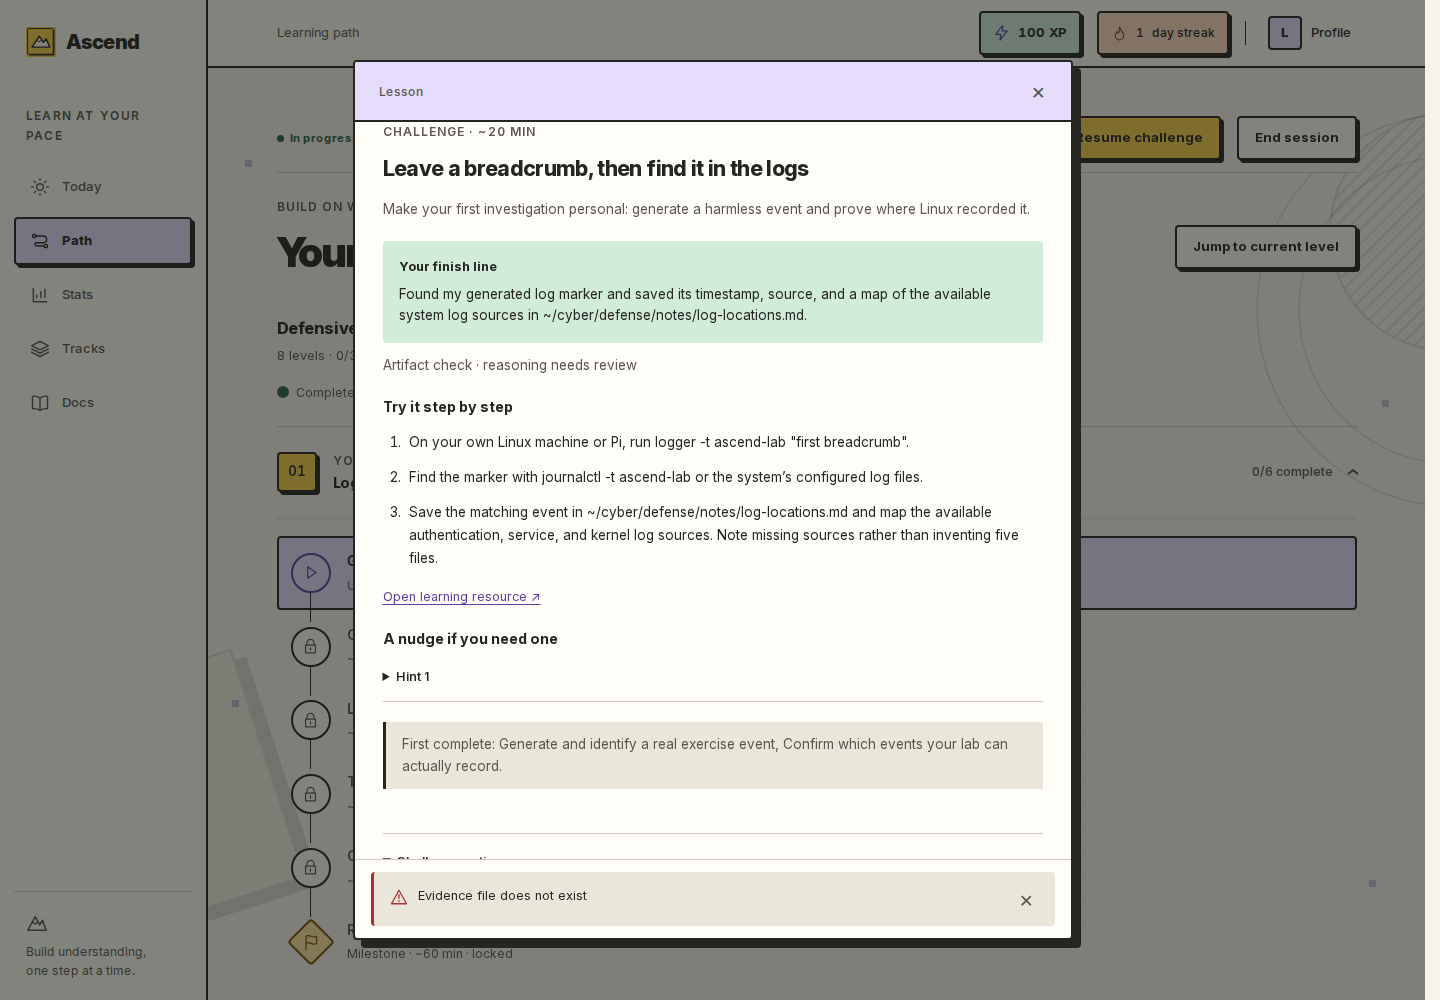 Ascend
Learning path
100 XP
1 day streak
L
Profile
LEARN AT YOUR
PACE
Today
Path
Stats
Tracks
Docs
Build understanding,
one step at a time.
In progress
Resume challenge
End session
BUILD ON
Your
Jump to current level
Defensive
8 levels · 0/3
Complete
01
YO
Log
0/6 complete
Milestone · ~60 min · locked
Lesson
CHALLENGE · ~20 MIN
Leave a breadcrumb, then find it in the logs
Make your first investigation personal: generate a harmless event and prove where Linux recorded it.
Your finish line
Found my generated log marker and saved its timestamp, source, and a map of the available
system log sources in ~/cyber/defense/notes/log-locations.md.
Artifact check · reasoning needs review
Try it step by step
1. On your own Linux machine or Pi, run logger -t ascend-lab "first breadcrumb".
2. Find the marker with journalctl -t ascend-lab or the system’s configured log files.
3. Save the matching event in ~/cyber/defense/notes/log-locations.md and map the available
authentication, service, and kernel log sources. Note missing sources rather than inventing five
files.
Open learning resource ↗
A nudge if you need one
Hint 1
First complete: Generate and identify a real exercise event, Confirm which events your lab can
actually record.
Evidence file does not exist